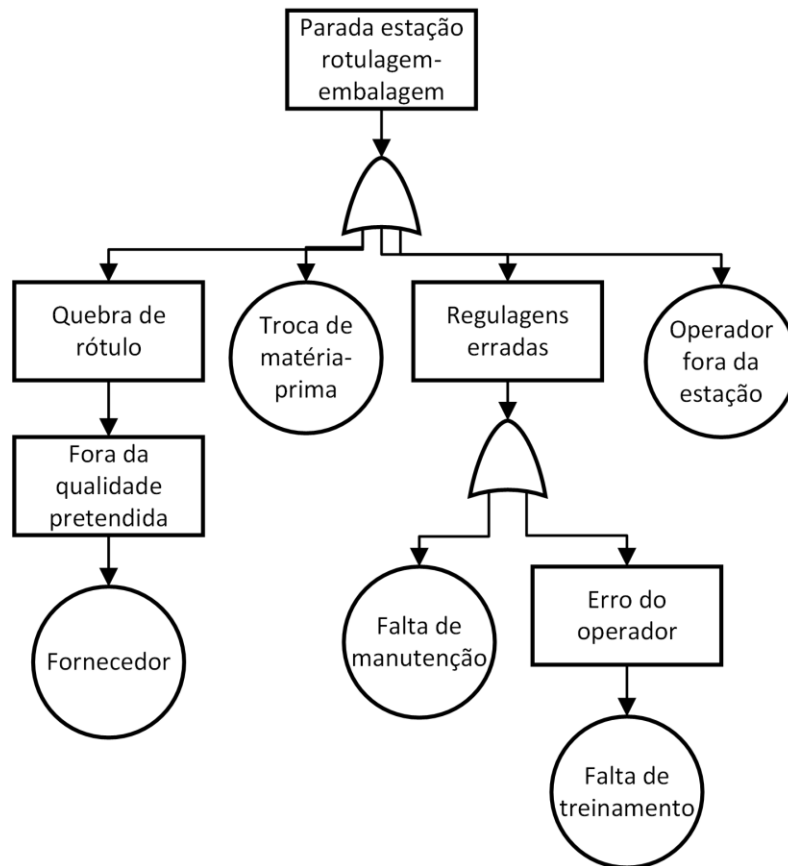 Parada estação
rotulagem-
embalagem
Quebra de
rótulo
Troca de
matéria-
prima
Regulagens
erradas
Operador
fora da
estação
Fora da
qualidade
pretendida
Fornecedor
Falta de
manutenção
Erro do
operador
Falta de
treinamento